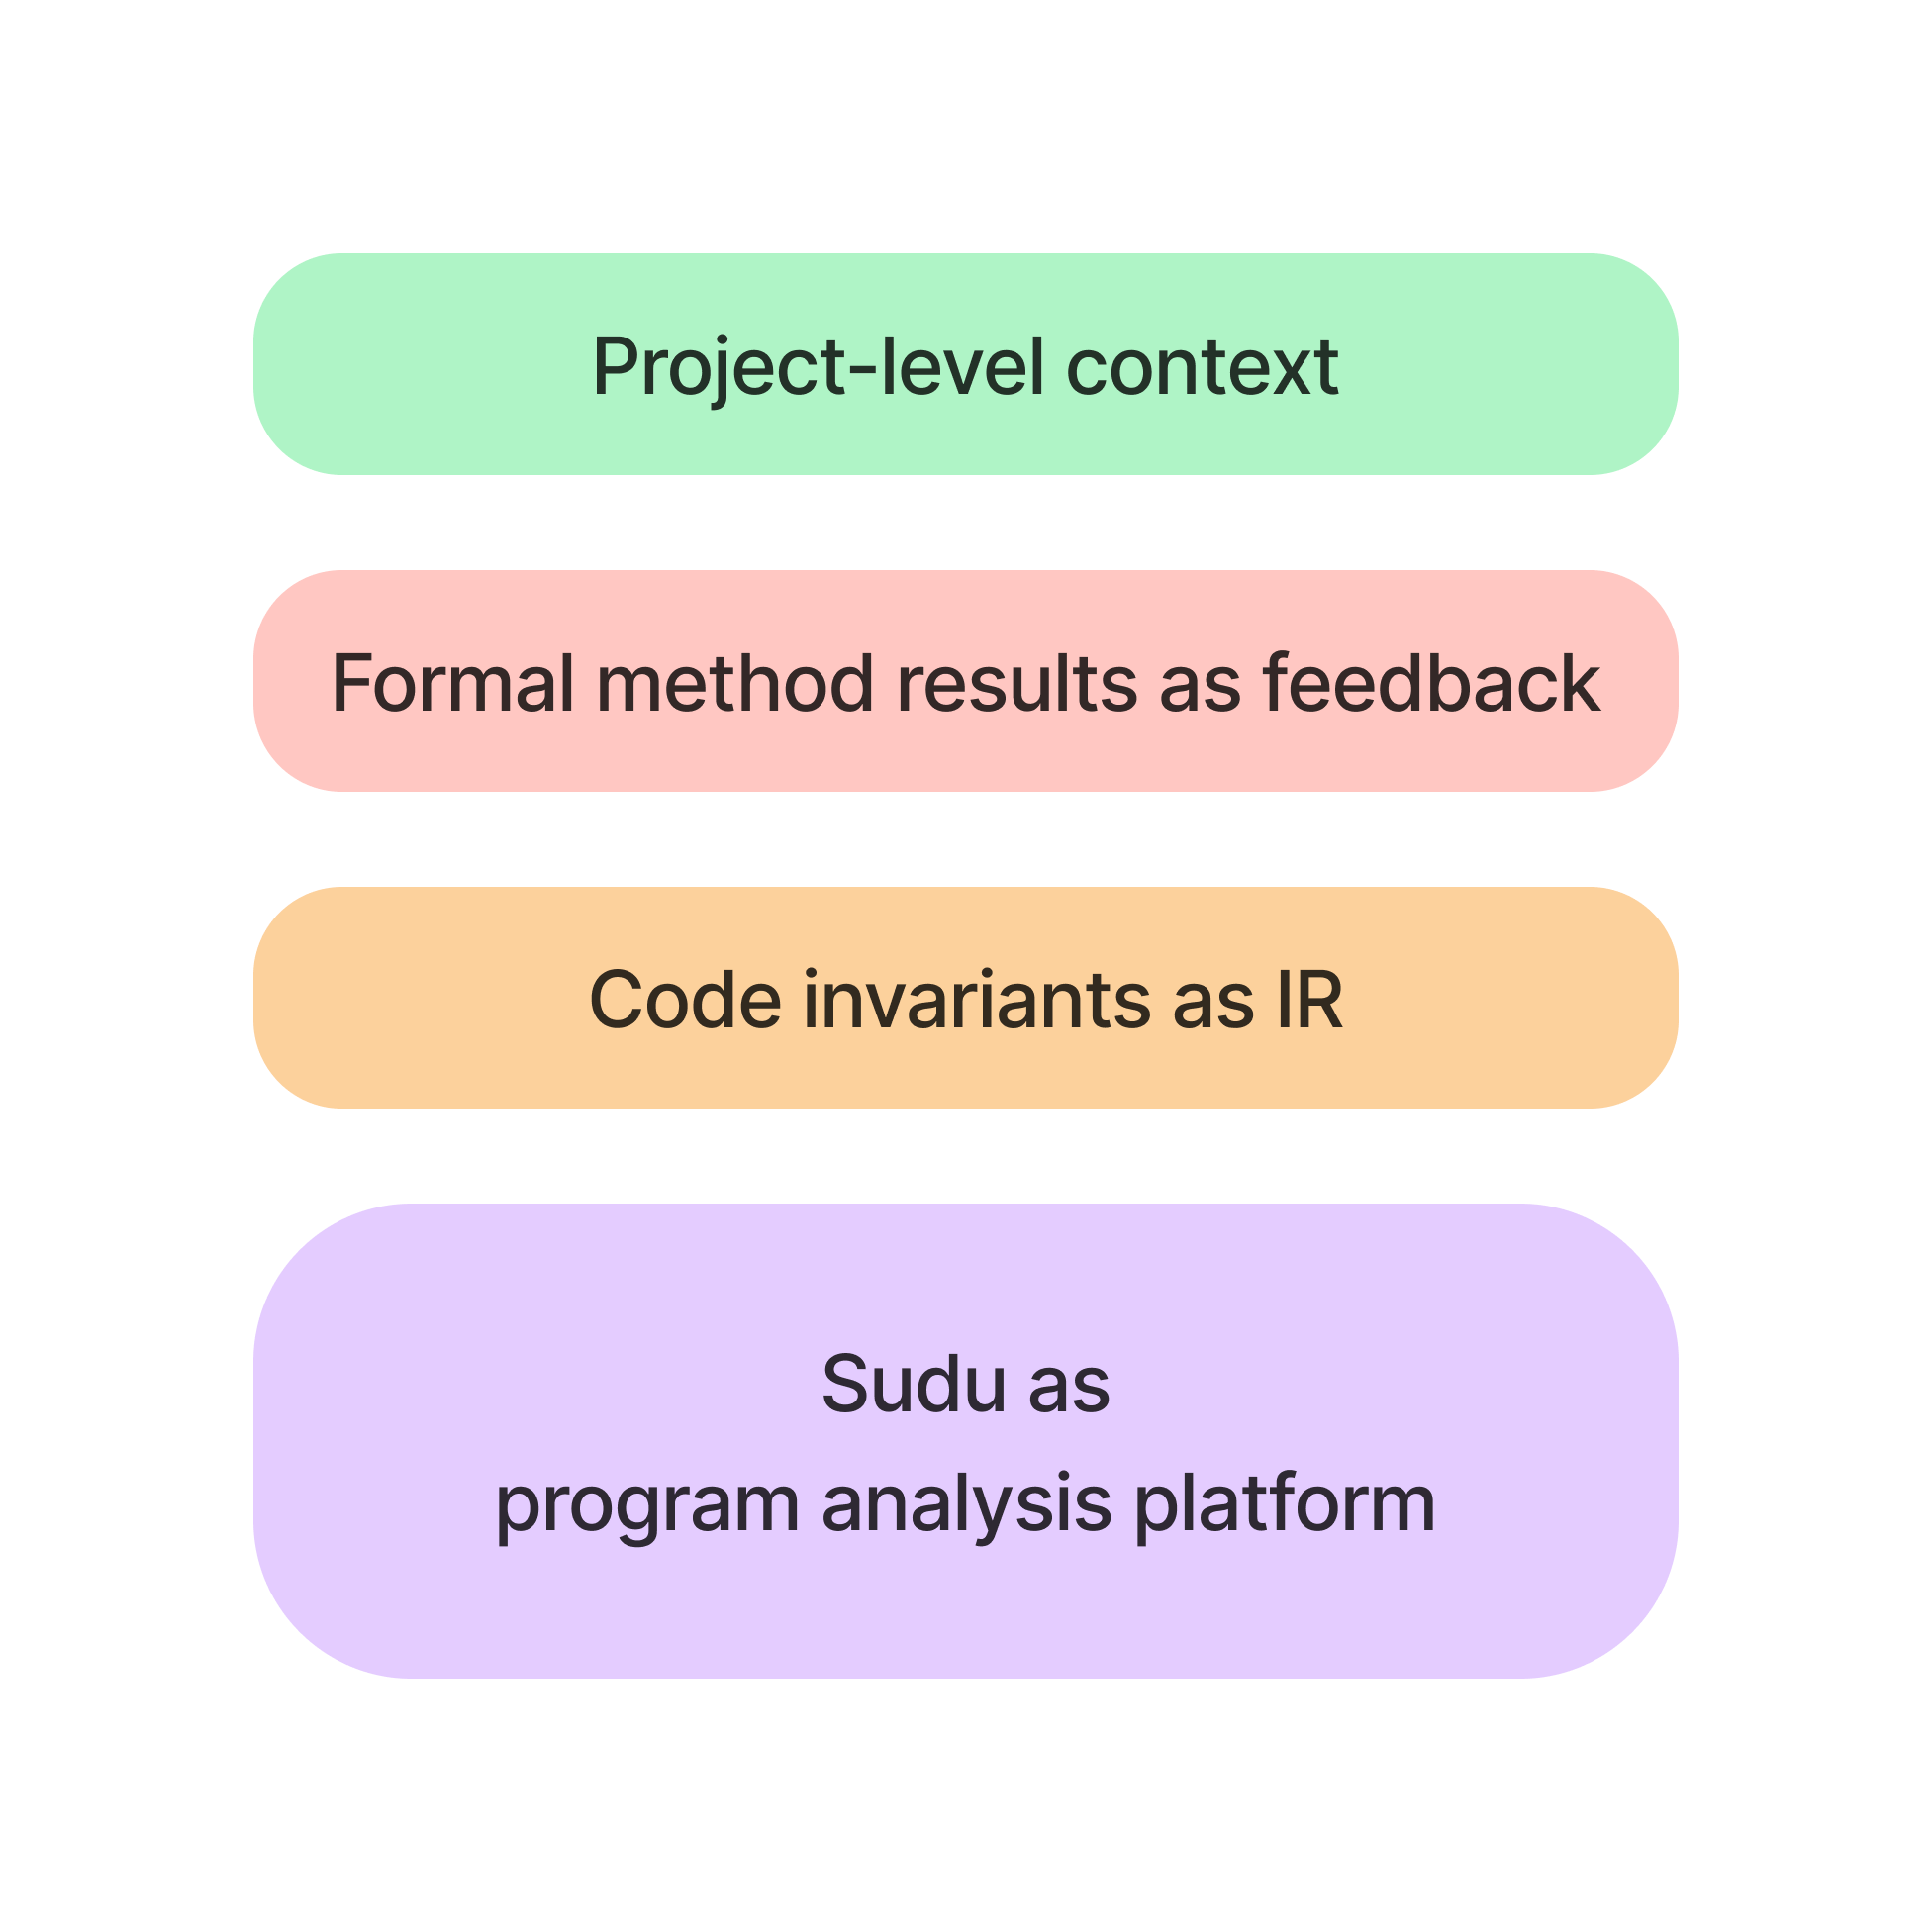 Project-level context
Formal method results as feedback
Code invariants as IR
Sudu as
program analysis platform